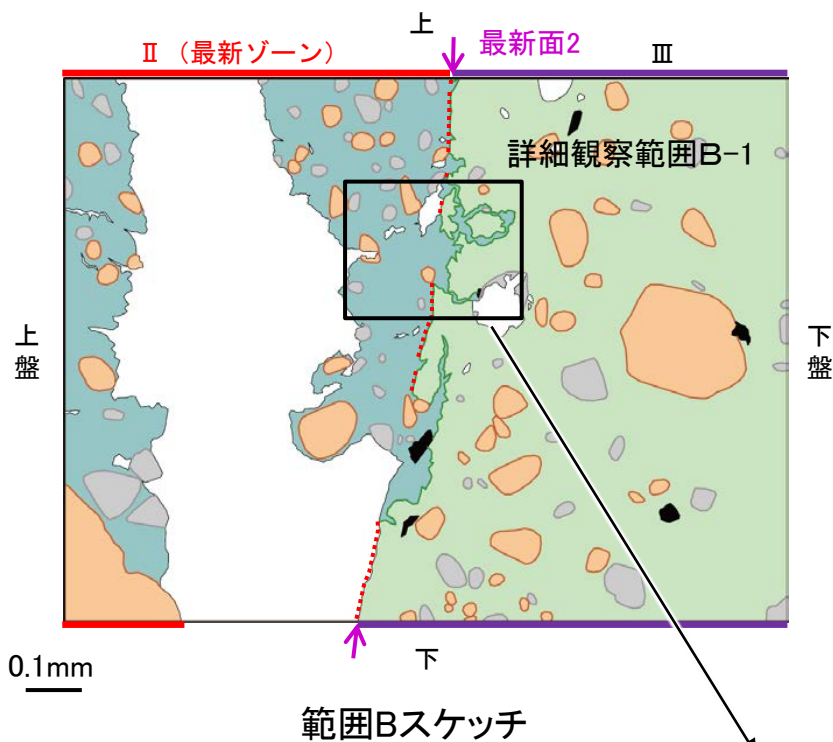 上
Ⅱ（最新ゾーン）
最新面2
Ⅲ
詳細観察範囲B-1
上盤
下盤
下
0.1mm
範囲Bスケッチ